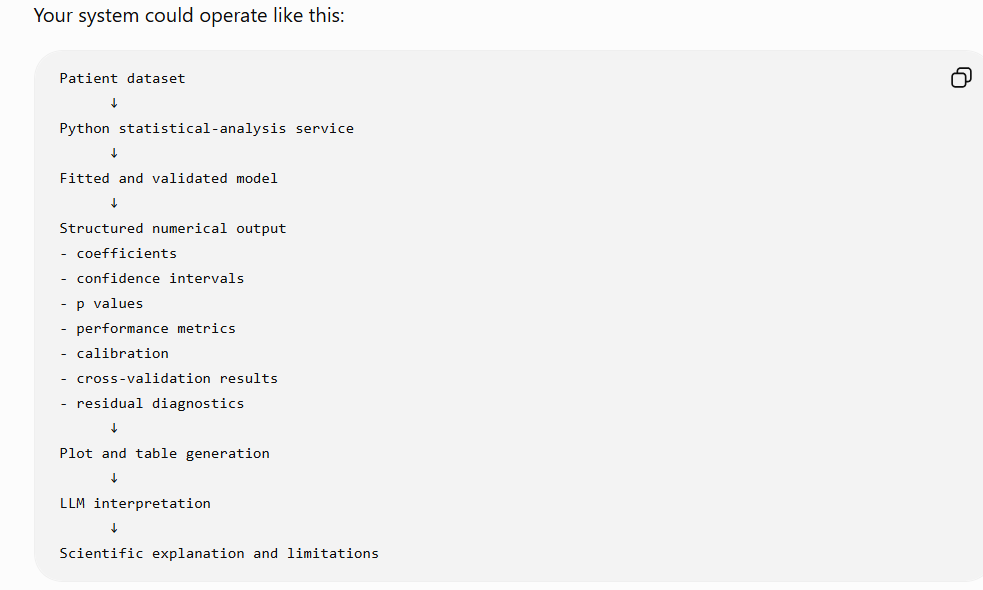 Your system could operate like this:
Patient dataset
↓
Python statistical-analysis service
↓
Fitted and validated model
↓
Structured numerical output
- coefficients
- confidence intervals
- p values
- performance metrics
- calibration
- cross-validation results
- residual diagnostics
↓
Plot and table generation
↓
LLM interpretation
↓
Scientific explanation and limitations